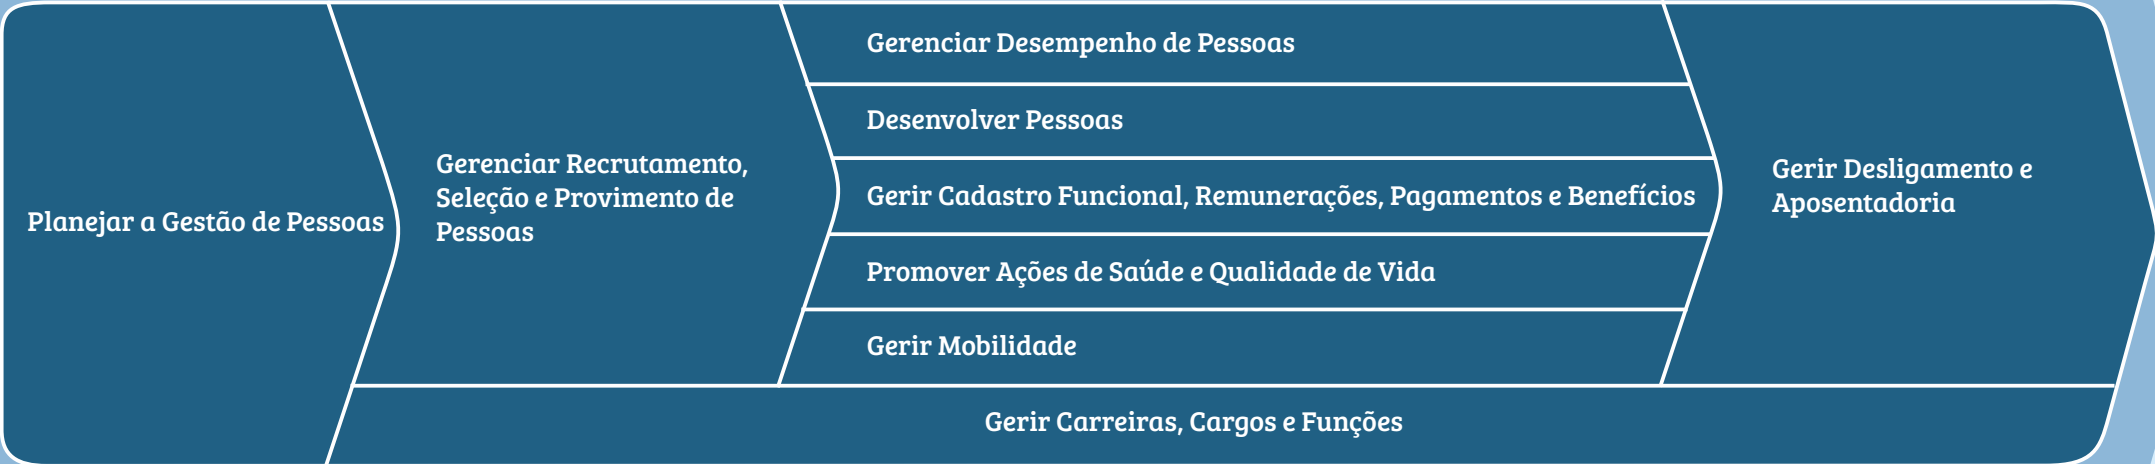 Planejar a Gestão de Pessoas
Gerenciar Recrutamento,
Seleção e Provimento de
Pessoas
Gerenciar Desempenho de Pessoas
Desenvolver Pessoas
Gerir Cadastro Funcional, Remunerações, Pagamentos e Benefícios
Promover Ações de Saúde e Qualidade de Vida
Gerir Mobilidade
Gerir Desligamento e
Aposentadoria
Gerir Carreiras, Cargos e Funções